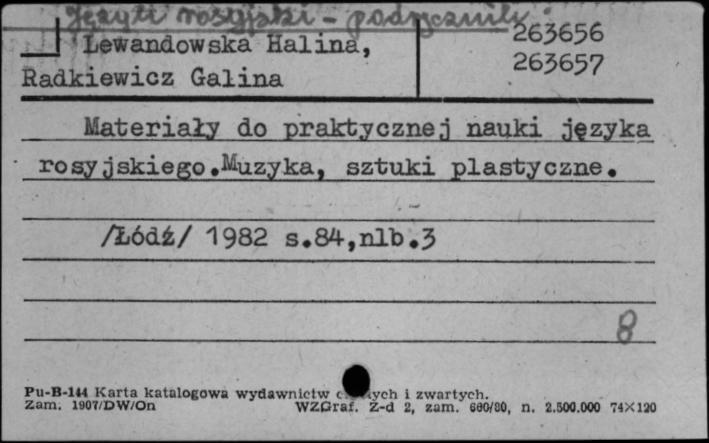 Język rosyjski - podręczniki
Lewandowska Halina, 263656
Radkiewicz Galina 263657
Materiały do praktycznej nauki języka
rosyjskiego.Muzyka, sztuki plastyczne.
/Łódź/ 1982 s.84,nlb.3
8
Pu-B-144 Karta katalogowa wydawnictw i zwartych.
Zam. 1907/DW/On WZGraf. Z-d 2, zam. 660/80, n. 2.500.000 74×120